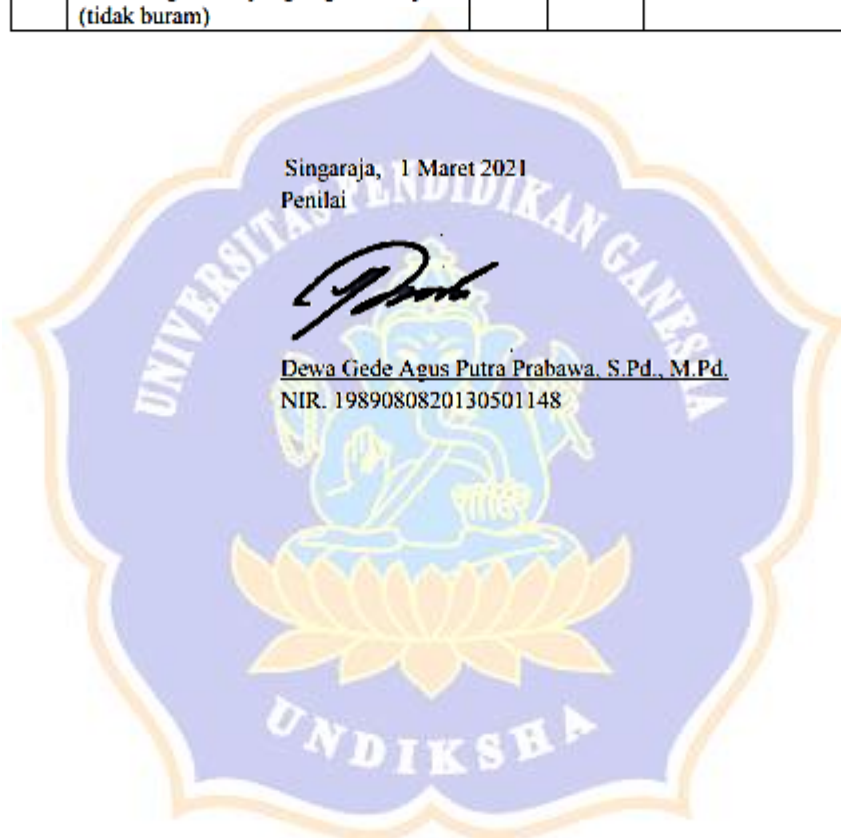 (tidak buram)
Singaraja, 1 Maret 2021
Penilai
UNIVERSITAS PENDIDIKAN GANESHA
Dewa Gede Agus Putra Prabawa, S.Pd., M.Pd.
NIR. 1989080820130501148
UNDIKSHA